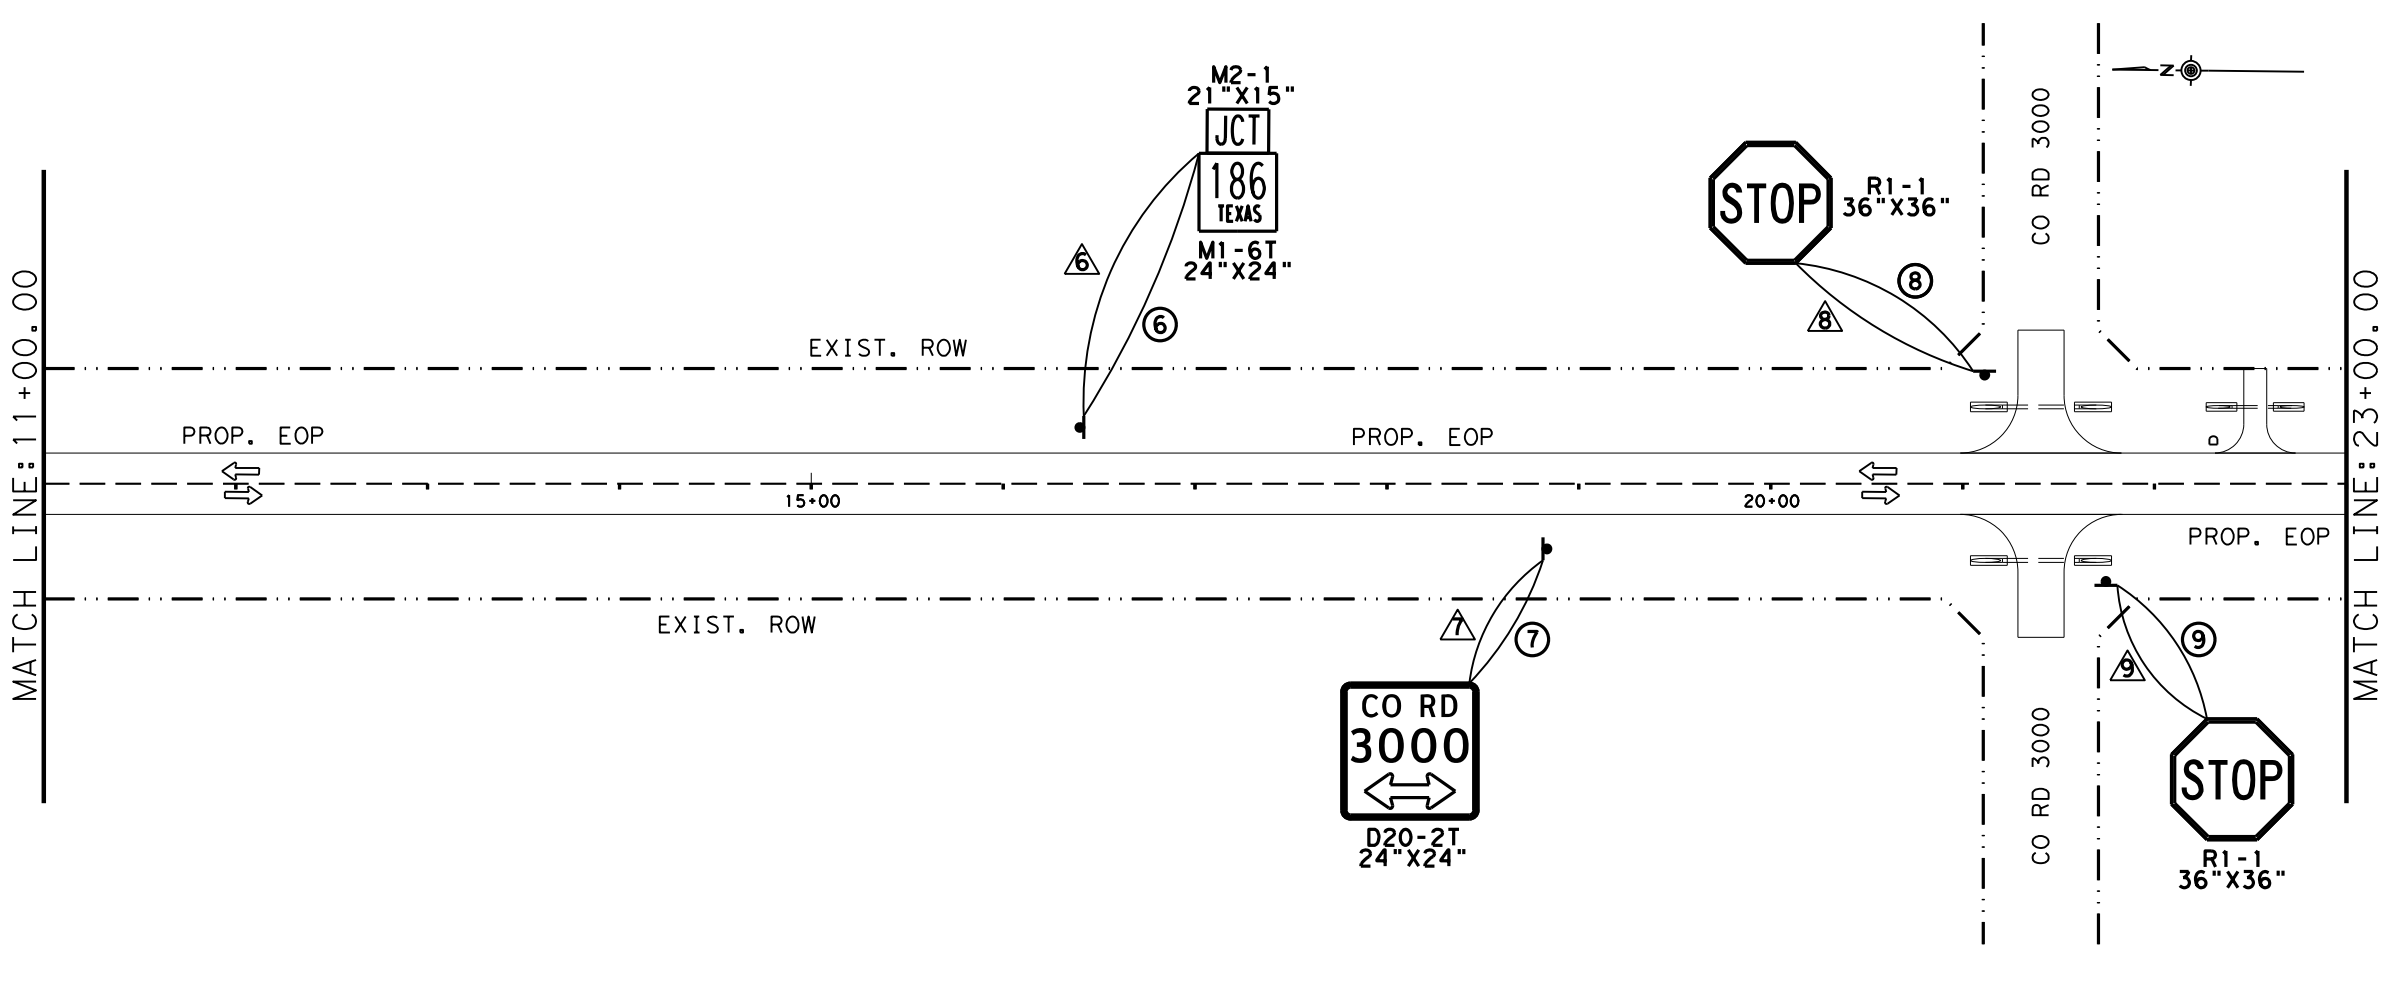 M2-1
21"X15"
JCT
186
TEXAS
M1-6T
24"X24"
6
6
STOP
R1-1
36"X36"
8
8
CO RD 3000
N
MATCH LINE: 11+00.00
EXIST. ROW
PROP. EOP
PROP. EOP
D
15+00
20+00
PROP. EOP
MATCH LINE: 23+00.00
EXIST. ROW
7
7
CO RD
3000
D20-2T
24"X24"
9
9
CO RD 3000
STOP
R1-1
36"X36"